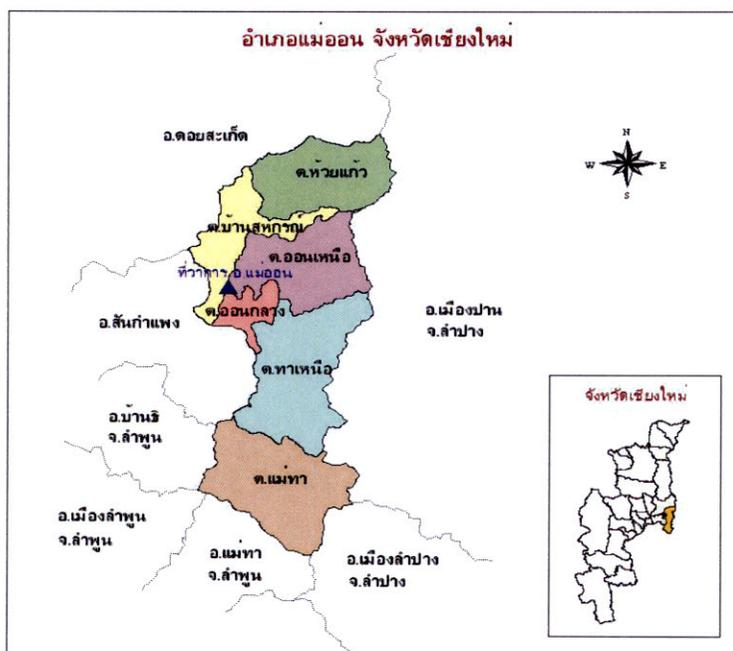 อำเภอแม่ออน จังหวัดเชียงใหม่
อ.ดอยสะเก็ด
N
W
E
S
ต.ห้วยแก้ว
ต.บ้านสหกรณ์
ต.ออนเหนือ
ที่ว่าการ อ.แม่ออน
ต.ออนกลาง
อ.สันกำแพง
อ.เมืองปาน
จ.ลำปาง
ต.ทาเหนือ
อ.บ้านธิ
จ.ลำพูน
ต.แม่ทา
อ.เมืองลำพูน
จ.ลำพูน
อ.แม่ทา
จ.ลำพูน
อ.เมืองลำปาง
จ.ลำปาง
จังหวัดเชียงใหม่